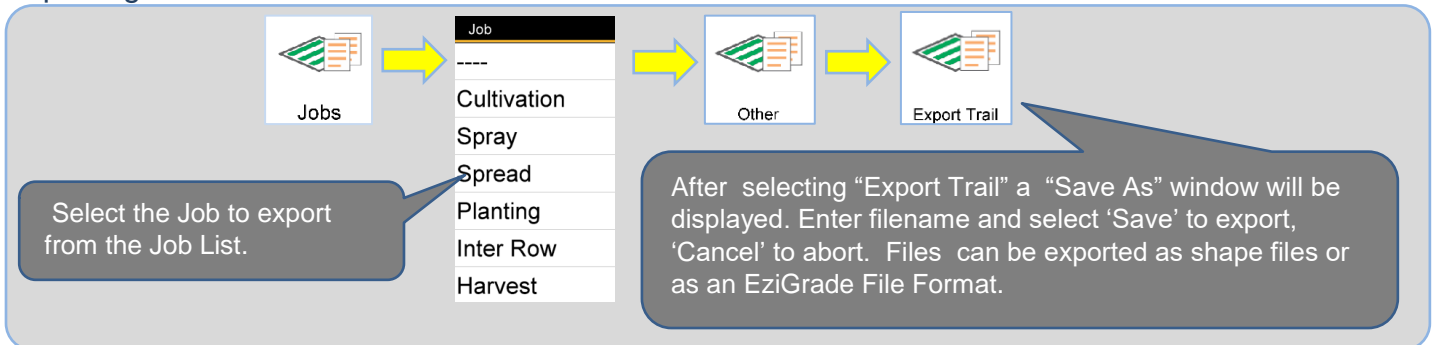 Job
----
Cultivation
Spray
Spread
Planting
Inter Row
Harvest
Jobs
Other
Export Trail
Select the Job to export
from the Job List.
After selecting “Export Trail” a “Save As” window will be
displayed. Enter filename and select ‘Save’ to export,
‘Cancel’ to abort. Files can be exported as shape files or
as an EziGrade File Format.